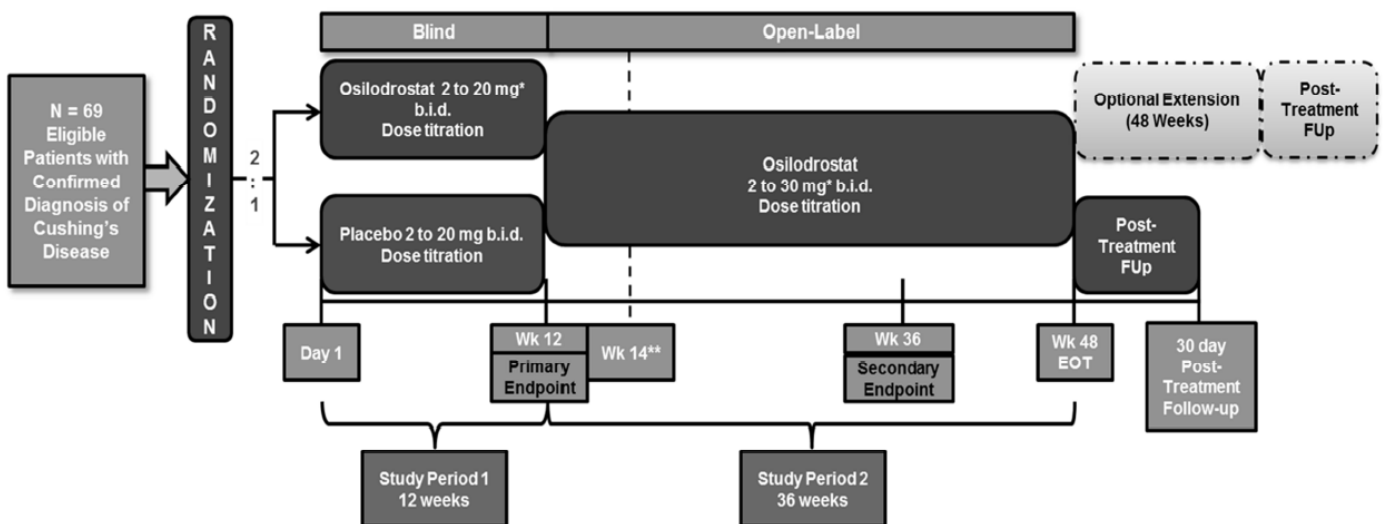 Blind
Open-Label
N = 69
Eligible
Patients with
Confirmed
Diagnosis of
Cushing's
Disease
RANDOMIZATION
2
:
1
Osilodrostat 2 to 20 mg*
b.i.d.
Dose titration
Placebo 2 to 20 mg b.i.d.
Dose titration
Osilodrostat
2 to 30 mg* b.i.d.
Dose titration
Optional Extension
(48 Weeks)
Post-
Treatment
FUp
Post-
Treatment
FUp
Day 1
Wk 12
Primary
Endpoint
Wk 14**
Wk 36
Secondary
Endpoint
Wk 48
EOT
30 day
Post-
Treatment
Follow-up
Study Period 1
12 weeks
Study Period 2
36 weeks